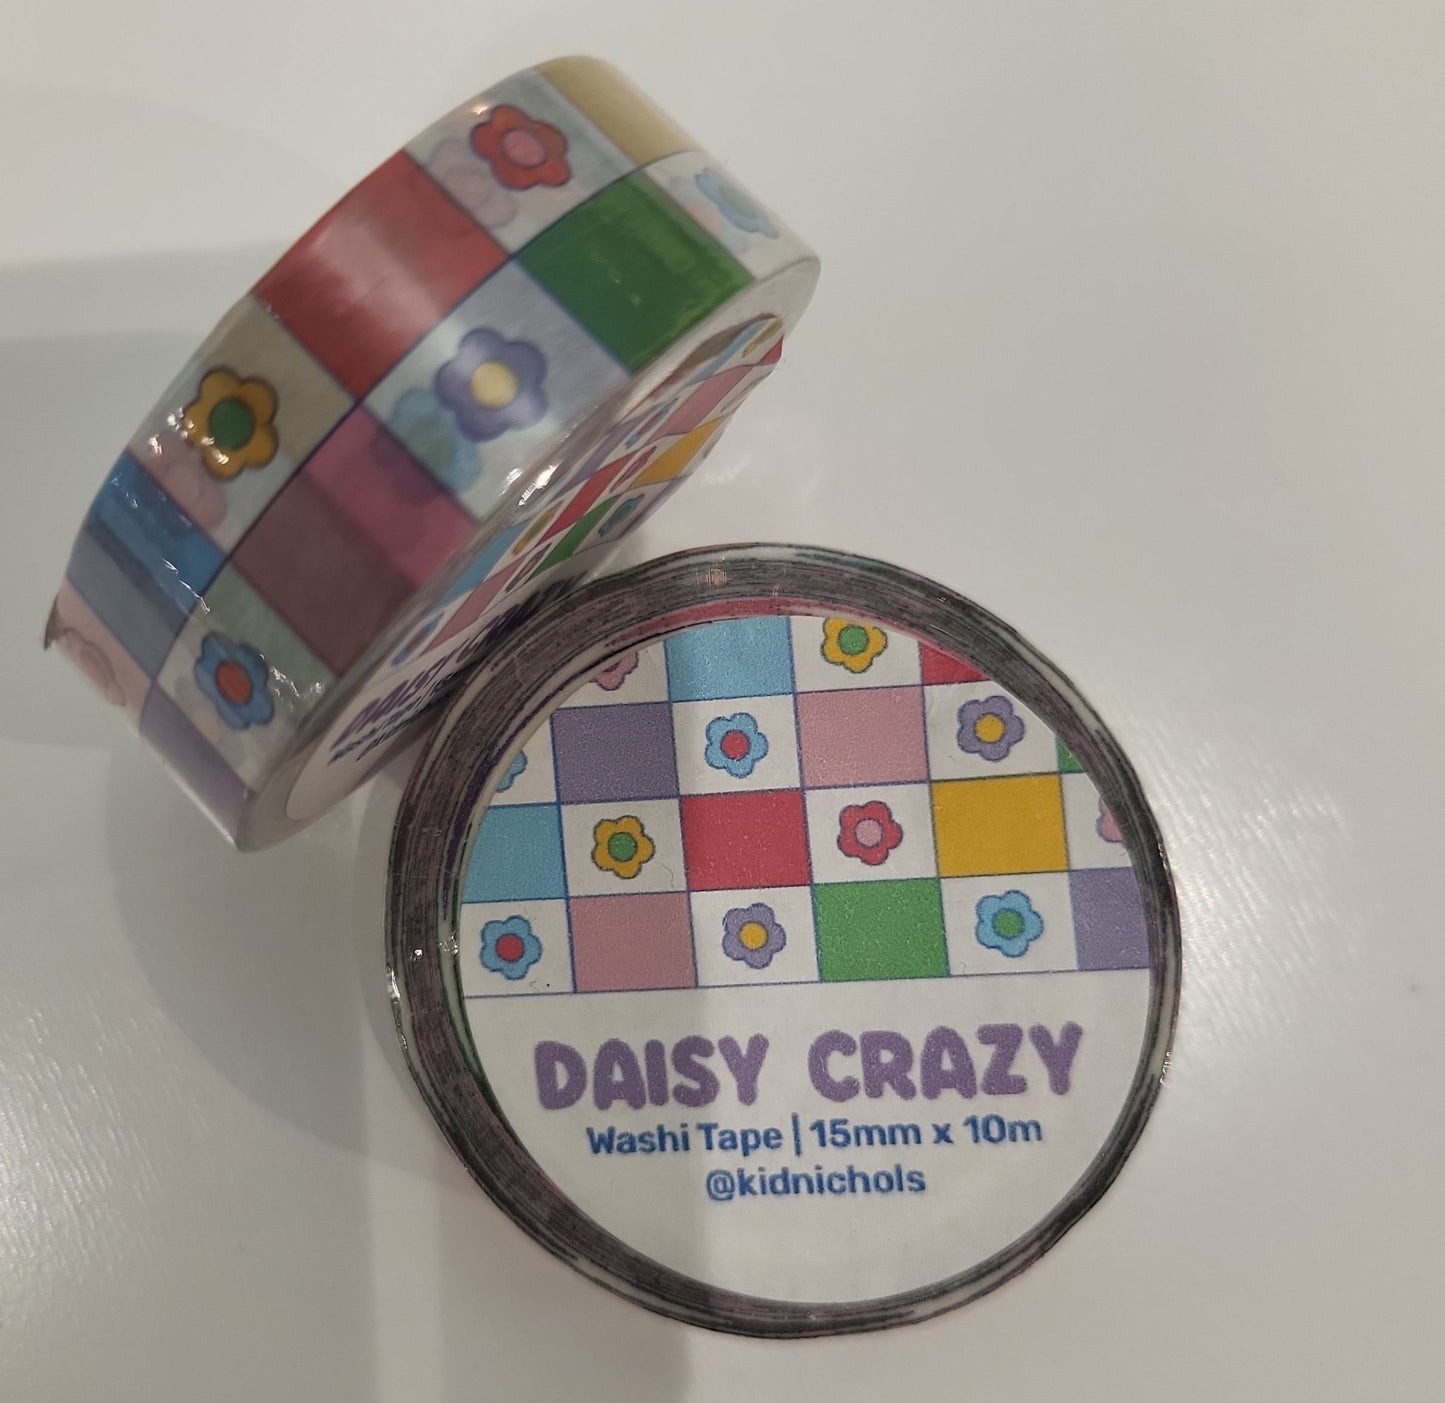 DAISY CRAZY
Washi Tape | 15mm x 10m
@kidnichols